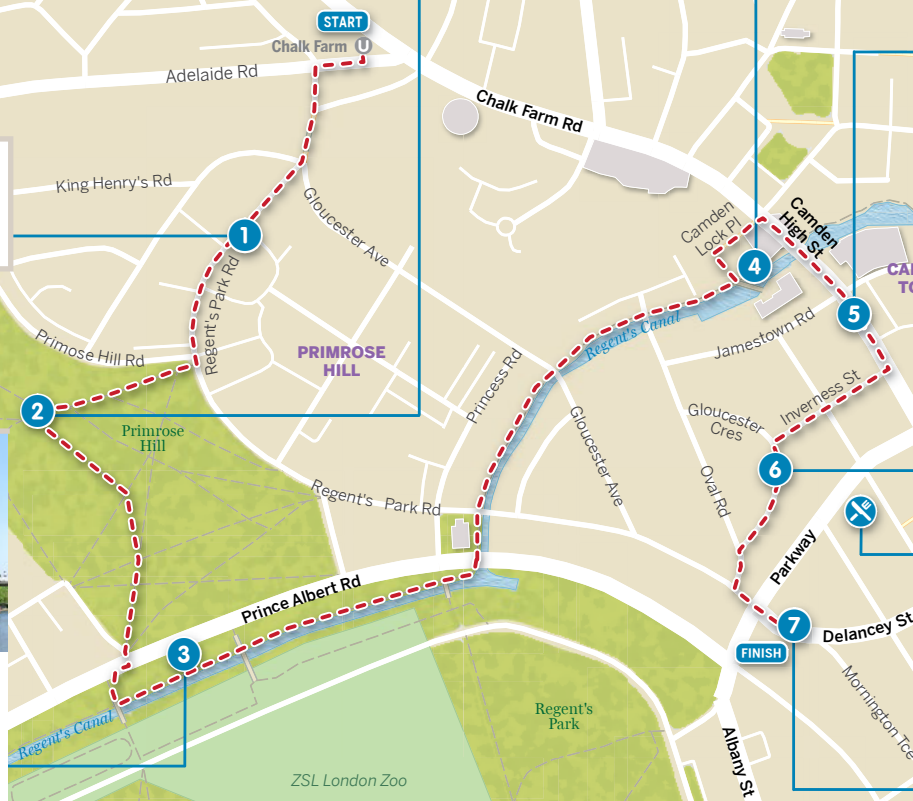 START
Chalk Farm U
Adelaide Rd
Chalk Farm Rd
King Henry's Rd
Gloucester Ave
Camden
Lock Pl
Camden
High St
1
4
5
Regent's Park Rd
Regent's Canal
Jamestown Rd
Primose Hill Rd
PRIMROSE
HILL
Princess Rd
2
Primrose
Hill
Gloucester Ave
Gloucester
Cres
Inverness St
6
Oval Rd
Regent's Park Rd
Parkway
Prince Albert Rd
3
7
Delancey St
FINISH
Mornington Tce
Regent's Canal
Regent's
Park
Albany St
ZSL London Zoo